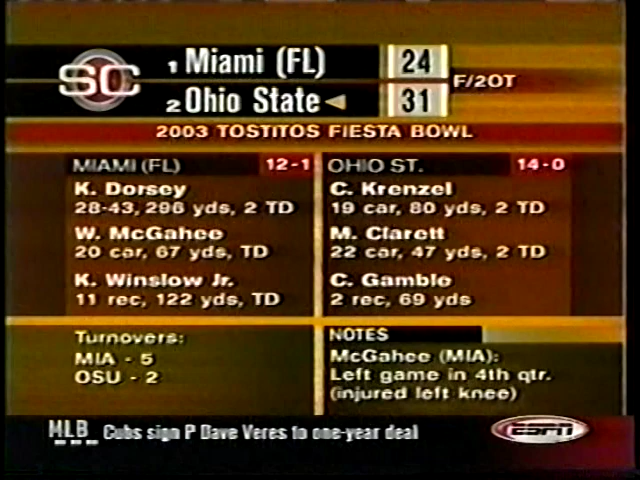 SC
1 Miami (FL) 24
2 Ohio State 31
F/2OT
2003 TOSTITOS FIESTA BOWL
MIAMI (FL) 12-1
K. Dorsey
28-43, 296 yds, 2 TD
W. McGahee
20 car, 67 yds, TD
K. Winslow Jr.
11 rec, 122 yds, TD
OHIO ST. 14-0
C. Krenzel
19 car, 80 yds, 2 TD
M. Clarett
22 car, 47 yds, 2 TD
C. Gamble
2 rec, 69 yds
Turnovers:
MIA - 5
OSU - 2
NOTES
McGahee (MIA):
Left game in 4th qtr.
(injured left knee)
MLB Cubs sign P Dave Veres to one-year deal
ESPN